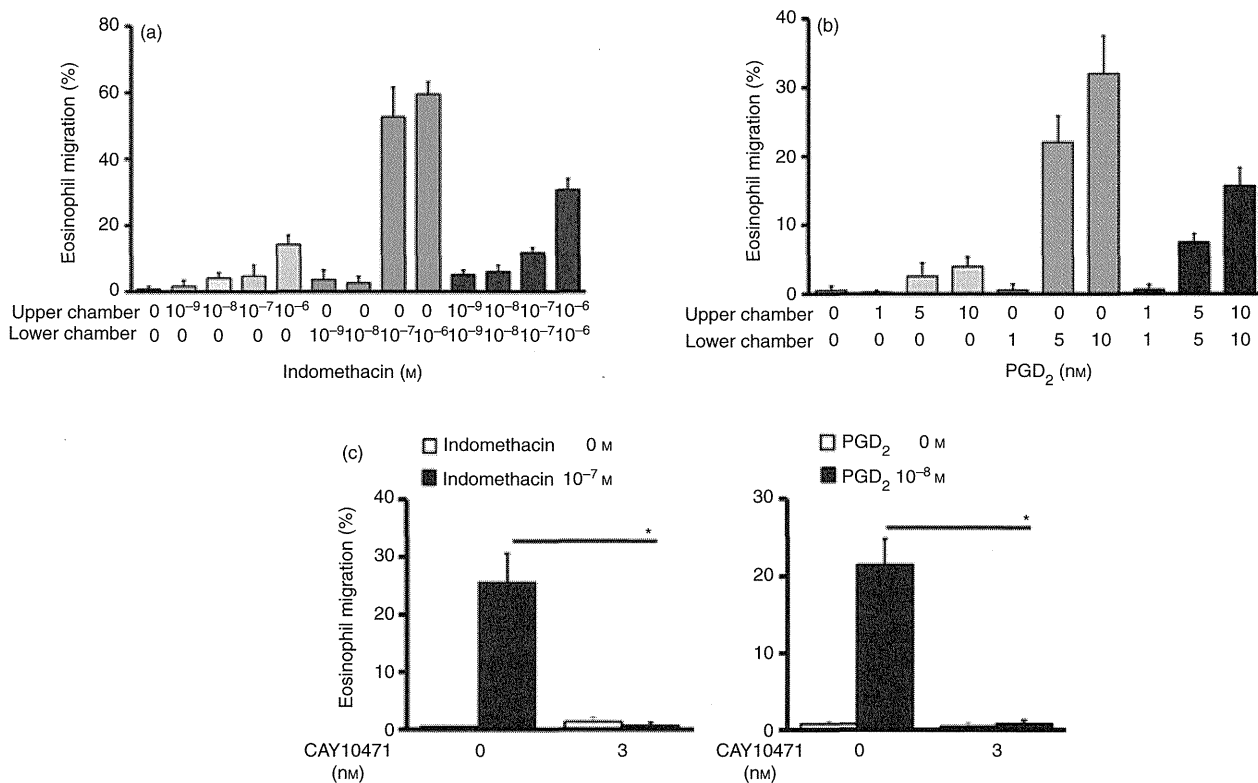 (a)
80
60
40
20
0
Eosinophil migration (%)
Upper chamber 0 10⁻⁹ 10⁻⁸ 10⁻⁷ 10⁻⁶ 0 0 0 0 10⁻⁹ 10⁻⁸ 10⁻⁷ 10⁻⁶
Lower chamber 0 0 0 0 0 10⁻⁹ 10⁻⁸ 10⁻⁷ 10⁻⁶ 10⁻⁹ 10⁻⁸ 10⁻⁷ 10⁻⁶
Indomethacin (M)
(b)
40
30
20
10
0
Eosinophil migration (%)
Upper chamber 0 1 5 10 0 0 0 1 5 10
Lower chamber 0 0 0 0 1 5 10 1 5 10
PGD₂ (nM)
(c)
Indomethacin 0 M
Indomethacin 10⁻⁷ M
40
30
20
10
0
Eosinophil migration (%)
*
CAY10471 0 3
(nM)
PGD₂ 0 M
PGD₂ 10⁻⁸ M
30
20
10
0
*
CAY10471 0 3
(nM)